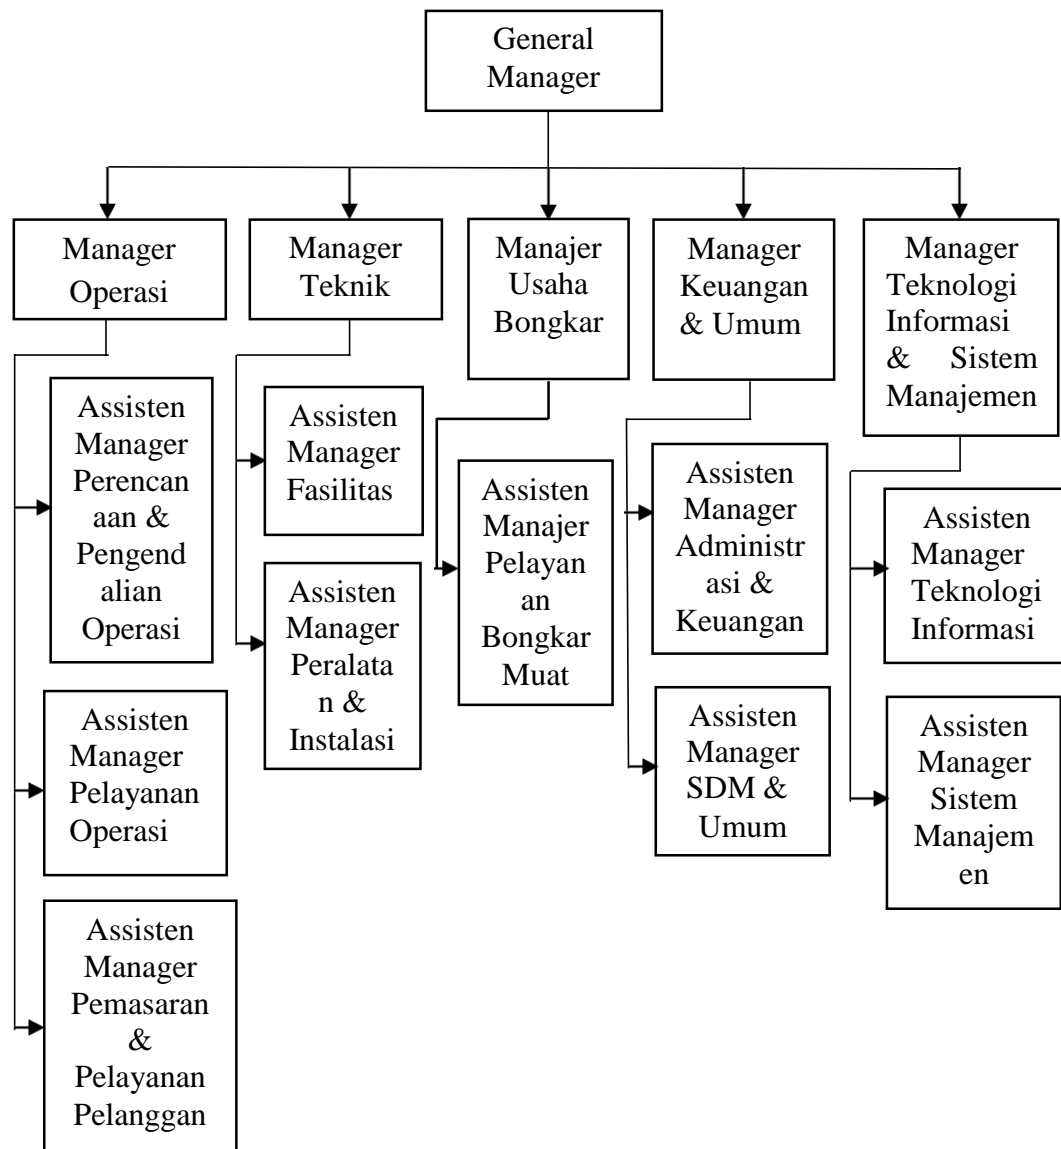 General
Manager
Manager
Operasi
Manager
Teknik
Manajer
Usaha
Bongkar
Manager
Keuangan
& Umum
Manager
Teknologi
Informasi
& Sistem
Manajemen
Assisten
Manager
Perencan
aan &
Pengend
alian
Operasi
Assisten
Manager
Pelayanan
Operasi
Assisten
Manager
Pemasaran
&
Pelayanan
Pelanggan
Assisten
Manager
Fasilitas
Assisten
Manager
Peralata
n &
Instalasi
Assisten
Manajer
Pelayan
an
Bongkar
Muat
Assisten
Manager
Administr
asi &
Keuangan
Assisten
Manager
SDM &
Umum
Assisten
Manager
Teknologi
Informasi
Assisten
Manager
Sistem
Manajem
en